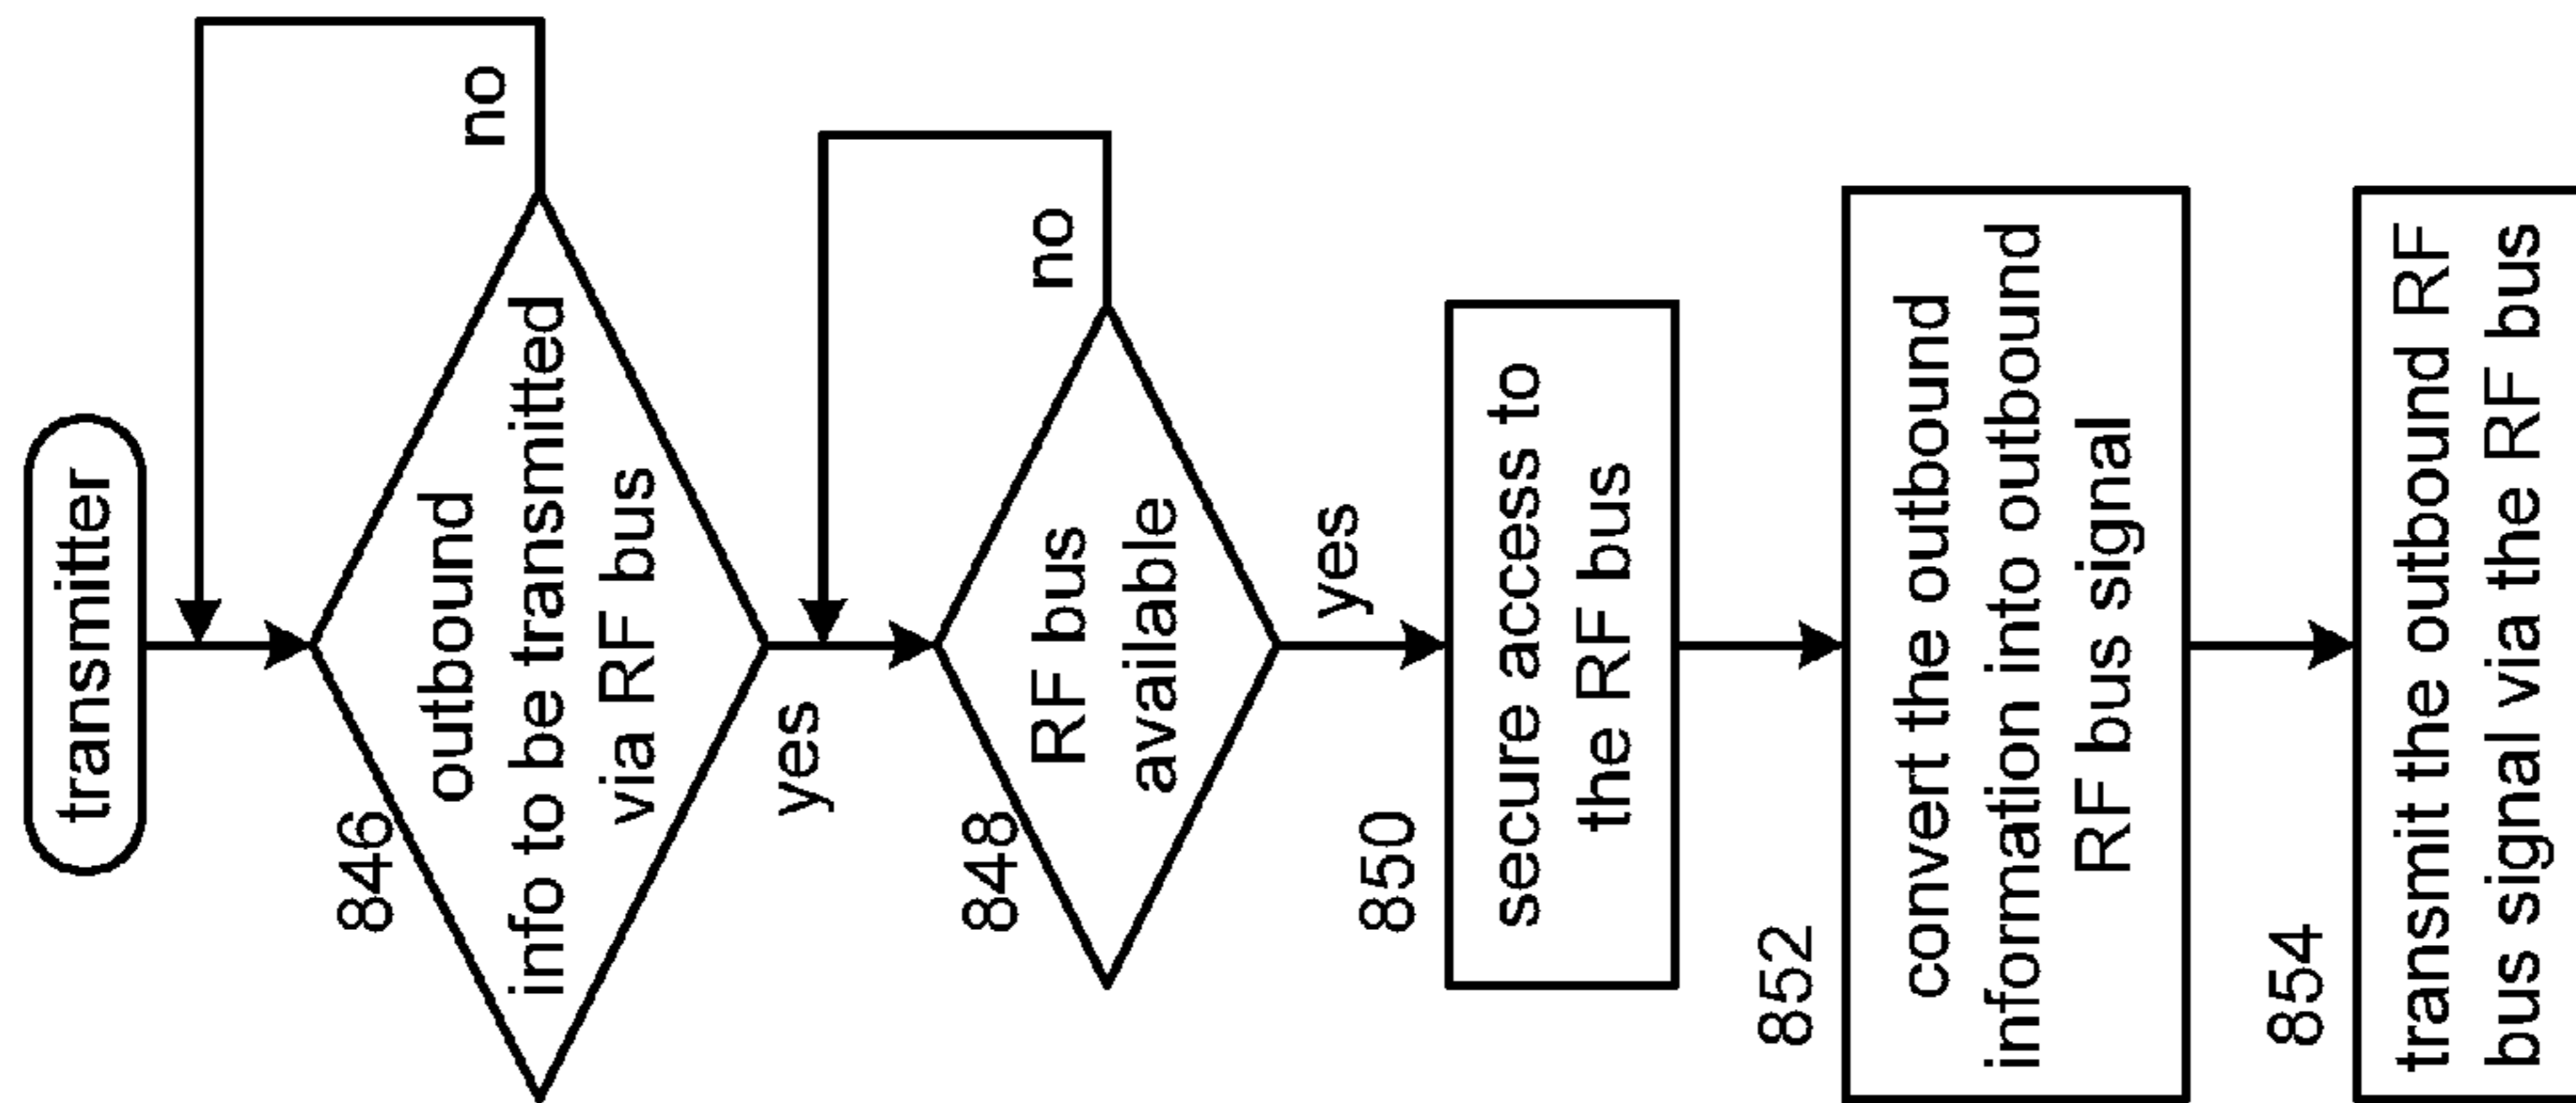 transmitter
846
outbound
info to be transmitted
via RF bus
no
yes
848
RF bus
available
no
yes
850
secure access to
the RF bus
852
convert the outbound
information into outbound
RF bus signal
854
transmit the outbound RF
bus signal via the RF bus